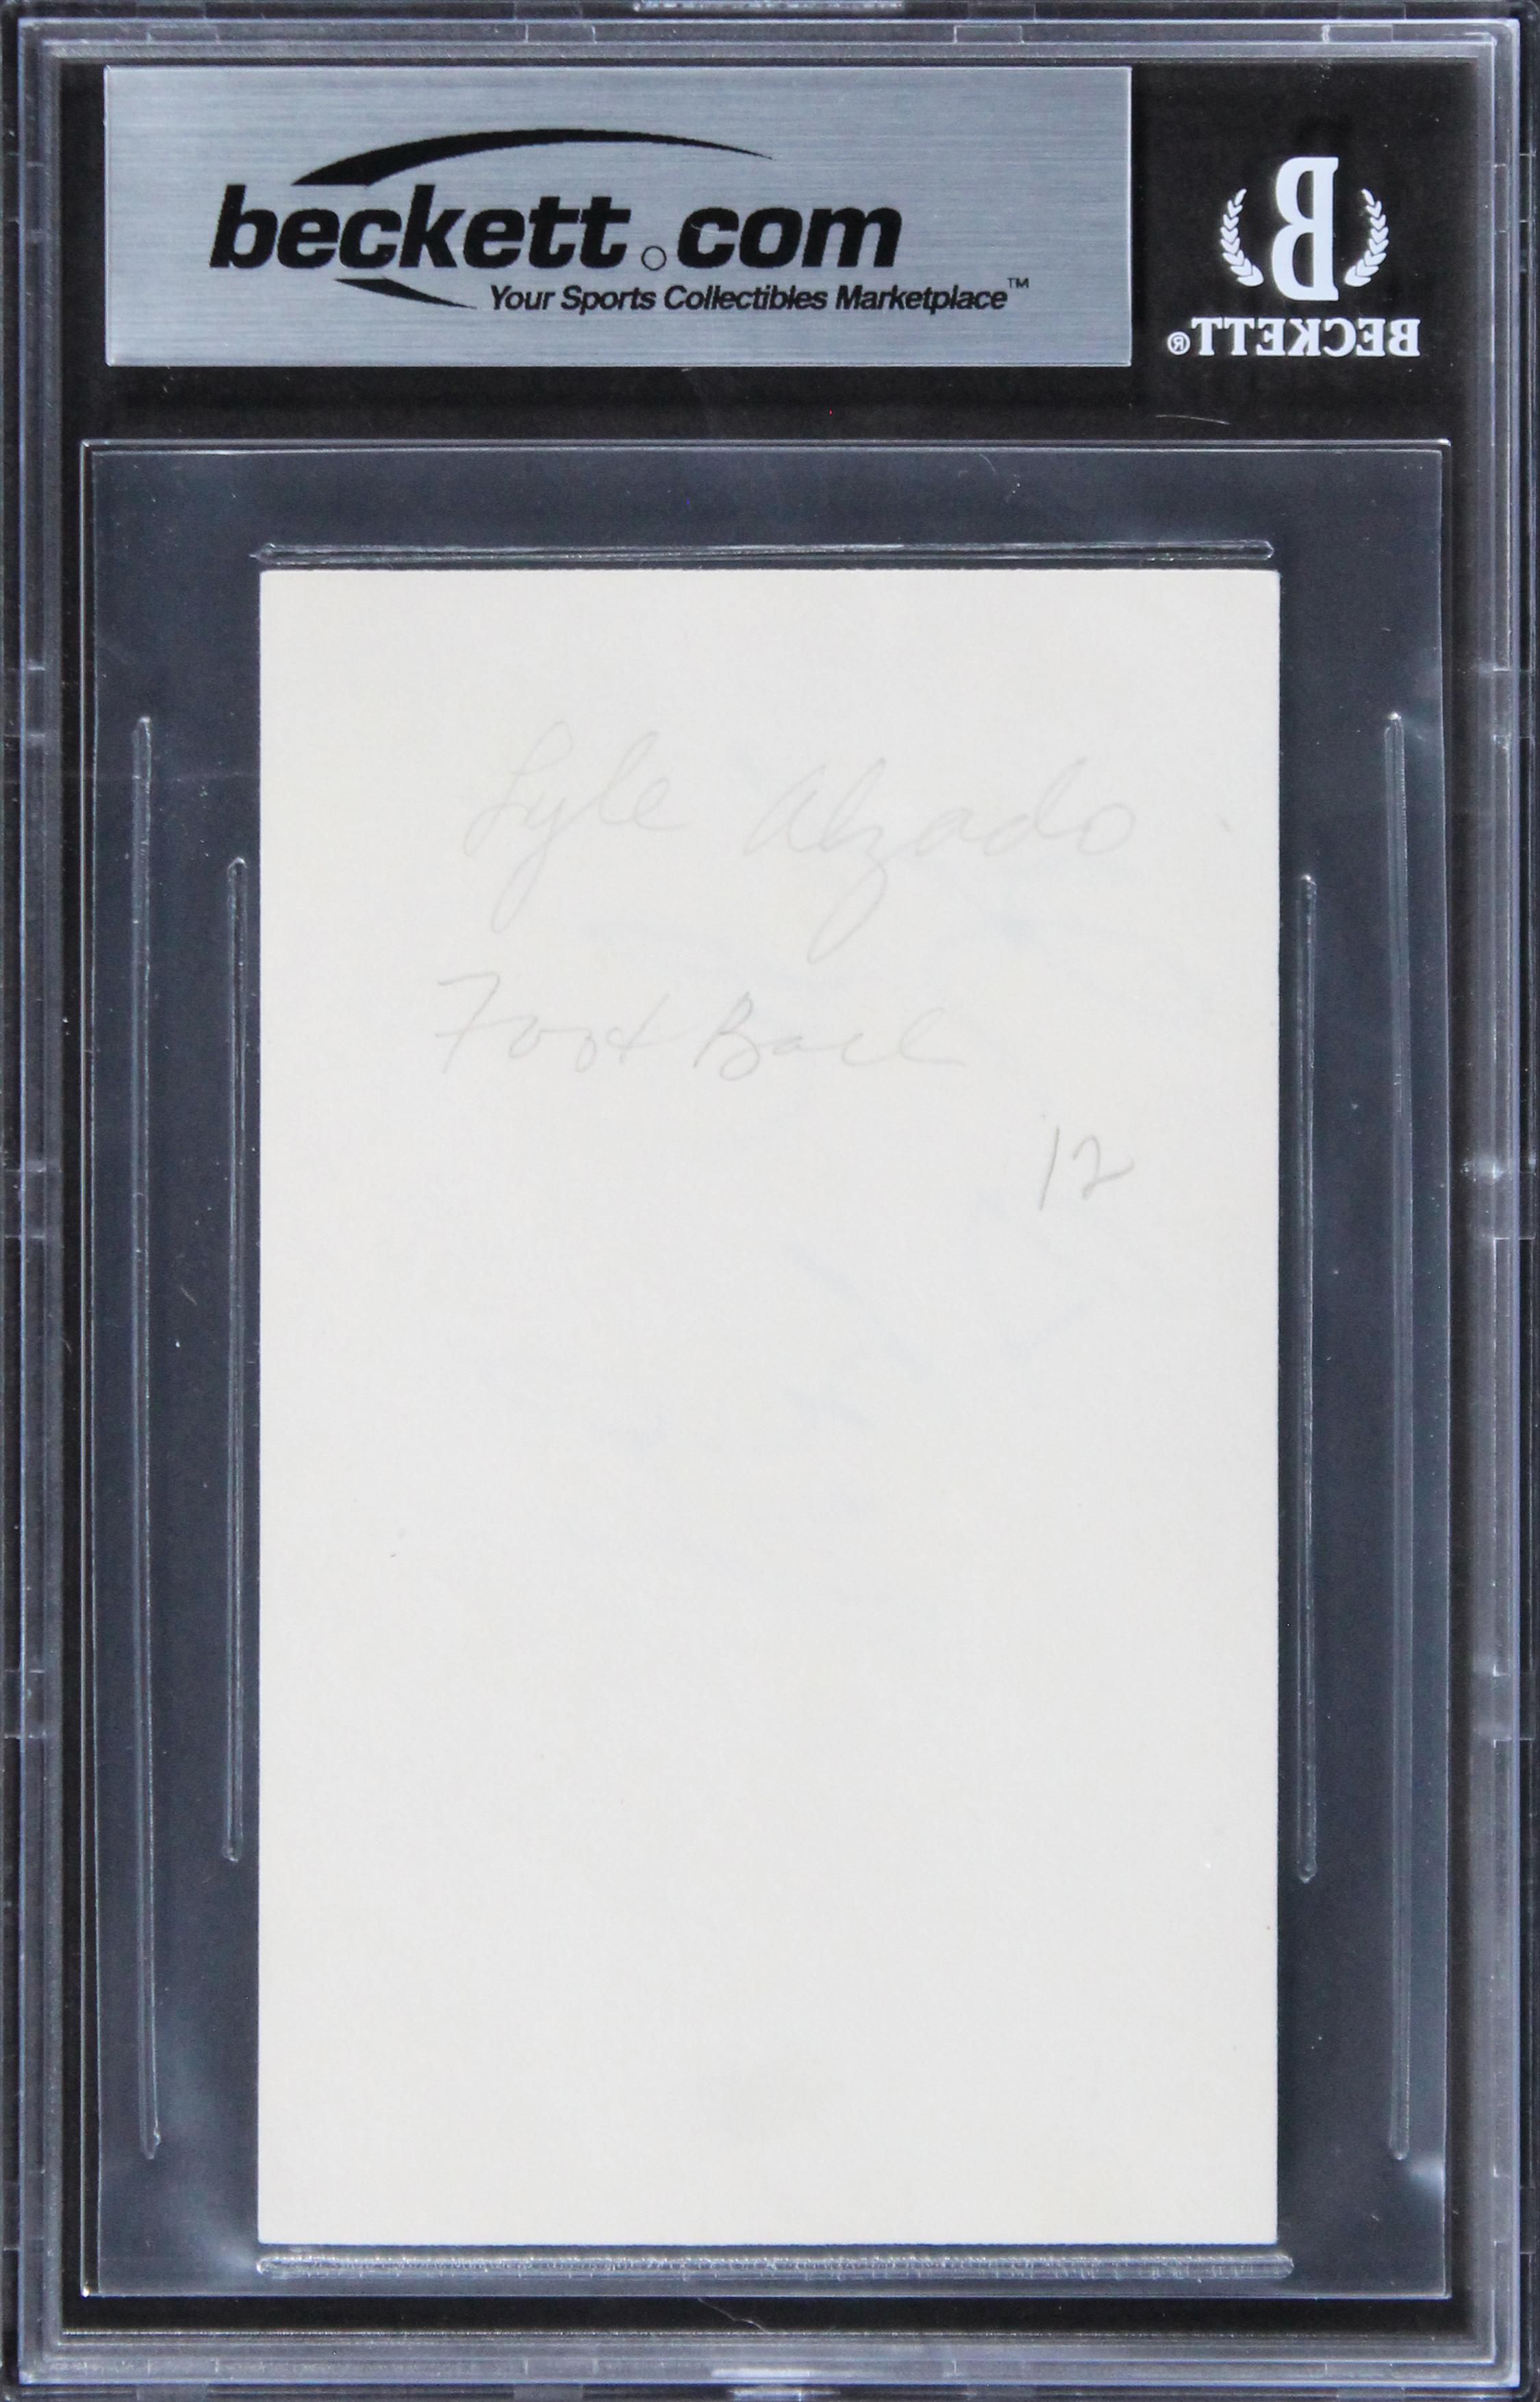 beckett.com
Your Sports Collectibles Marketplace™
B
BECKETT®
Lyle Alzado
Foot Ball
12